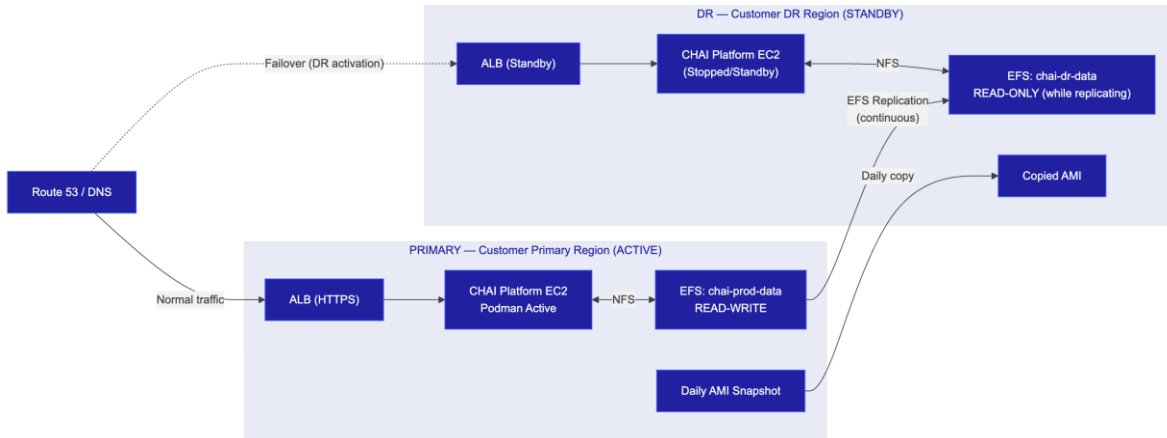 DR — Customer DR Region (STANDBY)
Failover (DR activation)
ALB (Standby)
CHAI Platform EC2
(Stopped/Standby)
NFS
EFS: chai-dr-data
READ-ONLY (while replicating)
EFS Replication
(continuous)
Route 53 / DNS
Daily copy
Copied AMI
PRIMARY — Customer Primary Region (ACTIVE)
Normal traffic
ALB (HTTPS)
CHAI Platform EC2
Podman Active
NFS
EFS: chai-prod-data
READ-WRITE
Daily AMI Snapshot